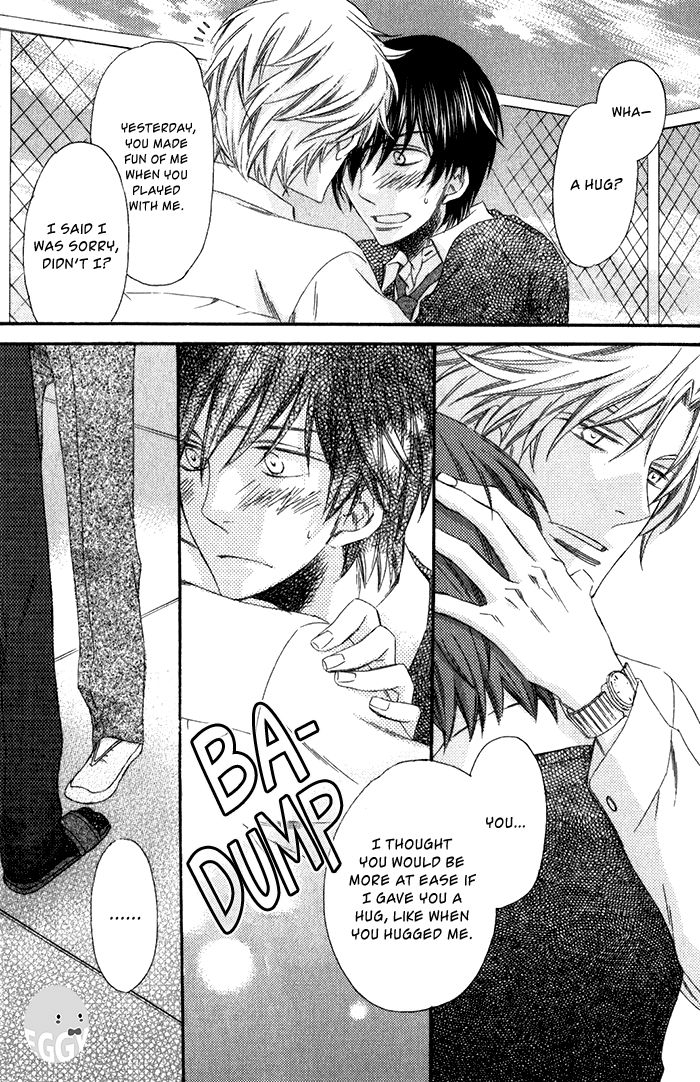 WHA—
A HUG?
YESTERDAY,
YOU MADE
FUN OF ME
WHEN YOU
PLAYED
WITH ME.
I SAID I
WAS SORRY,
DIDN'T I?
YOU...
I THOUGHT
YOU WOULD BE
MORE AT EASE IF
I GAVE YOU A
HUG, LIKE WHEN
YOU HUGGED ME.
BA-
DUMP
......
EGGY